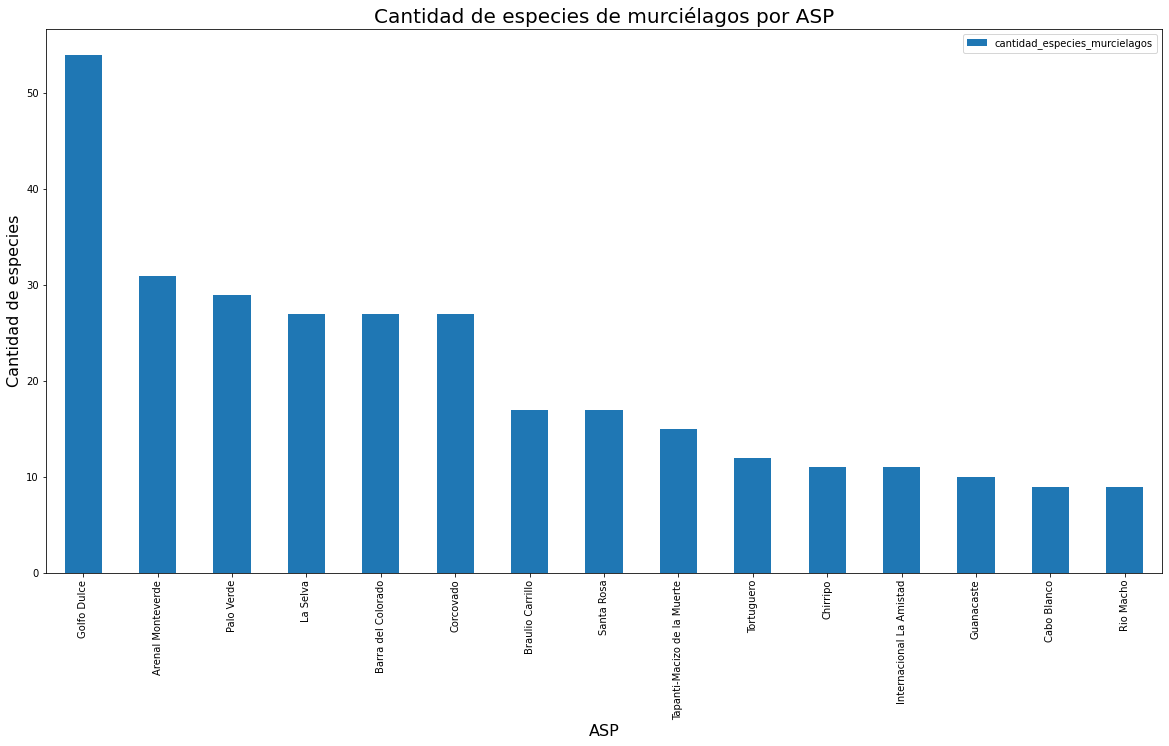 Cantidad de especies de murciélagos por ASP
cantidad_especies_murcielagos
Cantidad de especies
50
40
30
20
10
0
Golfo Dulce
Arenal Monteverde
Palo Verde
La Selva
Barra del Colorado
Corcovado
Braulio Carrillo
Santa Rosa
Tapanti-Macizo de la Muerte
Tortuguero
Chirripo
Internacional La Amistad
Guanacaste
Cabo Blanco
Rio Macho
ASP